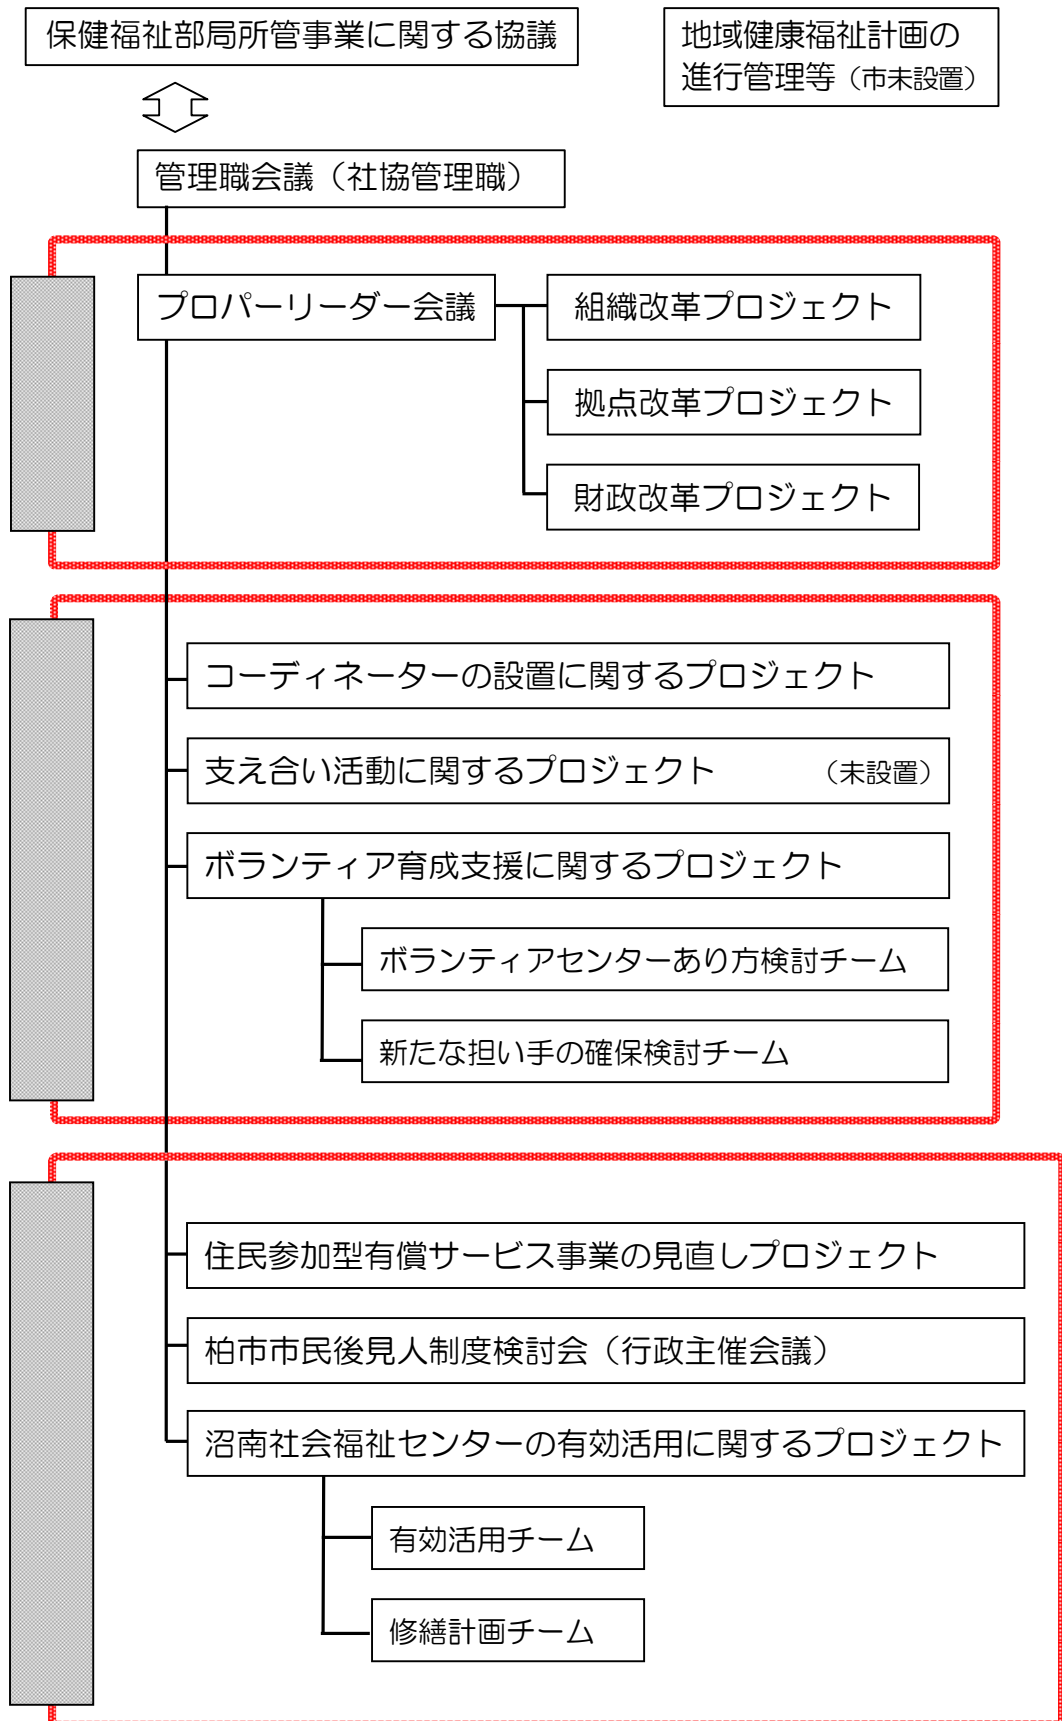 保健福祉部局所管事業に関する協議
地域健康福祉計画の
進行管理等（市未設置）
管理職会議（社協管理職）
プロパーリーダー会議
組織改革プロジェクト
拠点改革プロジェクト
財政改革プロジェクト
コーディネーターの設置に関するプロジェクト
支え合い活動に関するプロジェクト　　　（未設置）
ボランティア育成支援に関するプロジェクト
ボランティアセンターあり方検討チーム
新たな担い手の確保検討チーム
住民参加型有償サービス事業の見直しプロジェクト
柏市市民後見人制度検討会（行政主催会議）
沼南社会福祉センターの有効活用に関するプロジェクト
有効活用チーム
修繕計画チーム